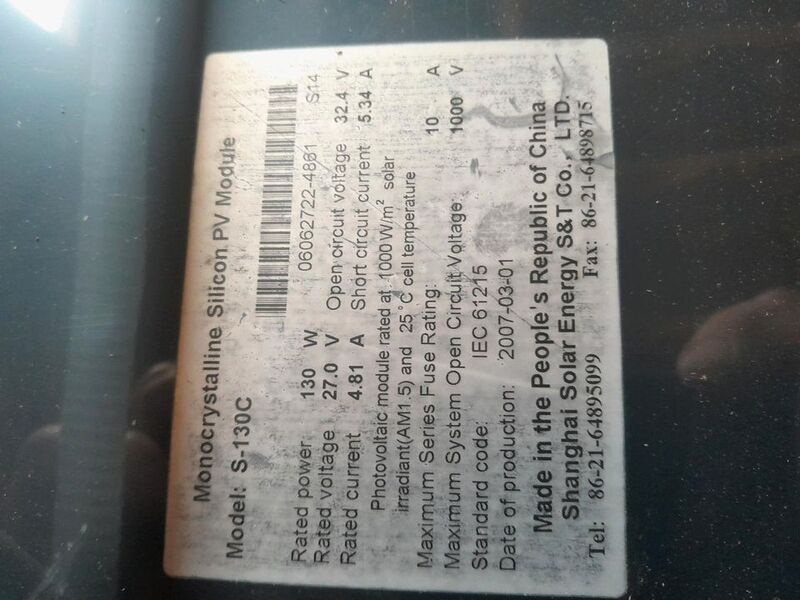 Monocrystalline Silicon PV Module
Model: S-130C
06062722-4861 S14
Rated power 130 W
Rated voltage 27.0 V Open circuit voltage 32.4 V
Rated current 4.81 A Short circuit current 5.34 A
Photovoltaic module rated at 1000W/m² solar
irradiant(AM1.5) and 25°C cell temperature
Maximum Series Fuse Rating: 10 A
Maximum System Open Circuit Voltage: 1000 V
Standard code: IEC 61215
Date of production: 2007-03-01
Made in the People's Republic of China
Shanghai Solar Energy S&T Co., LTD.
Tel: 86-21-64895099 Fax: 86-21-64898715